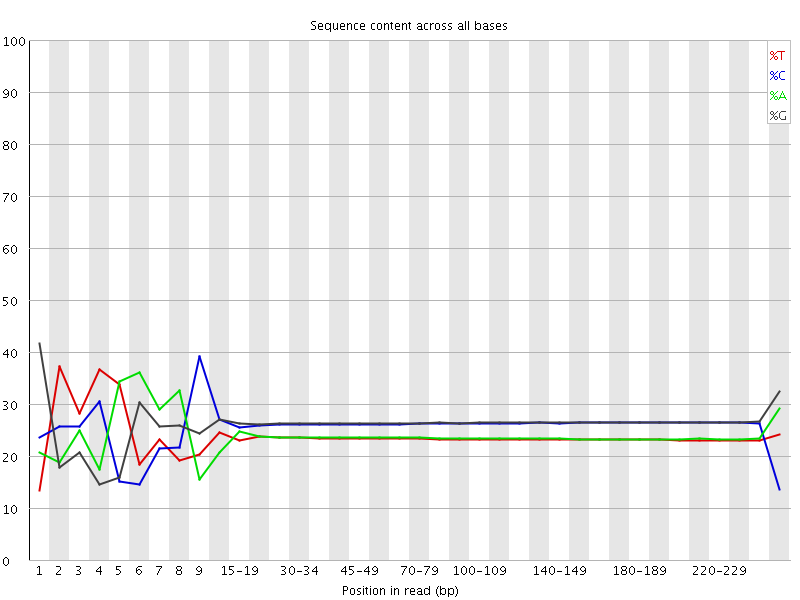 Sequence content across all bases
100
90
80
70
60
50
40
30
20
10
0
%T
%C
%A
%G
1 2 3 4 5 6 7 8 9 15-19 30-34 45-49 70-79 100-109 140-149 180-189 220-229
Position in read (bp)